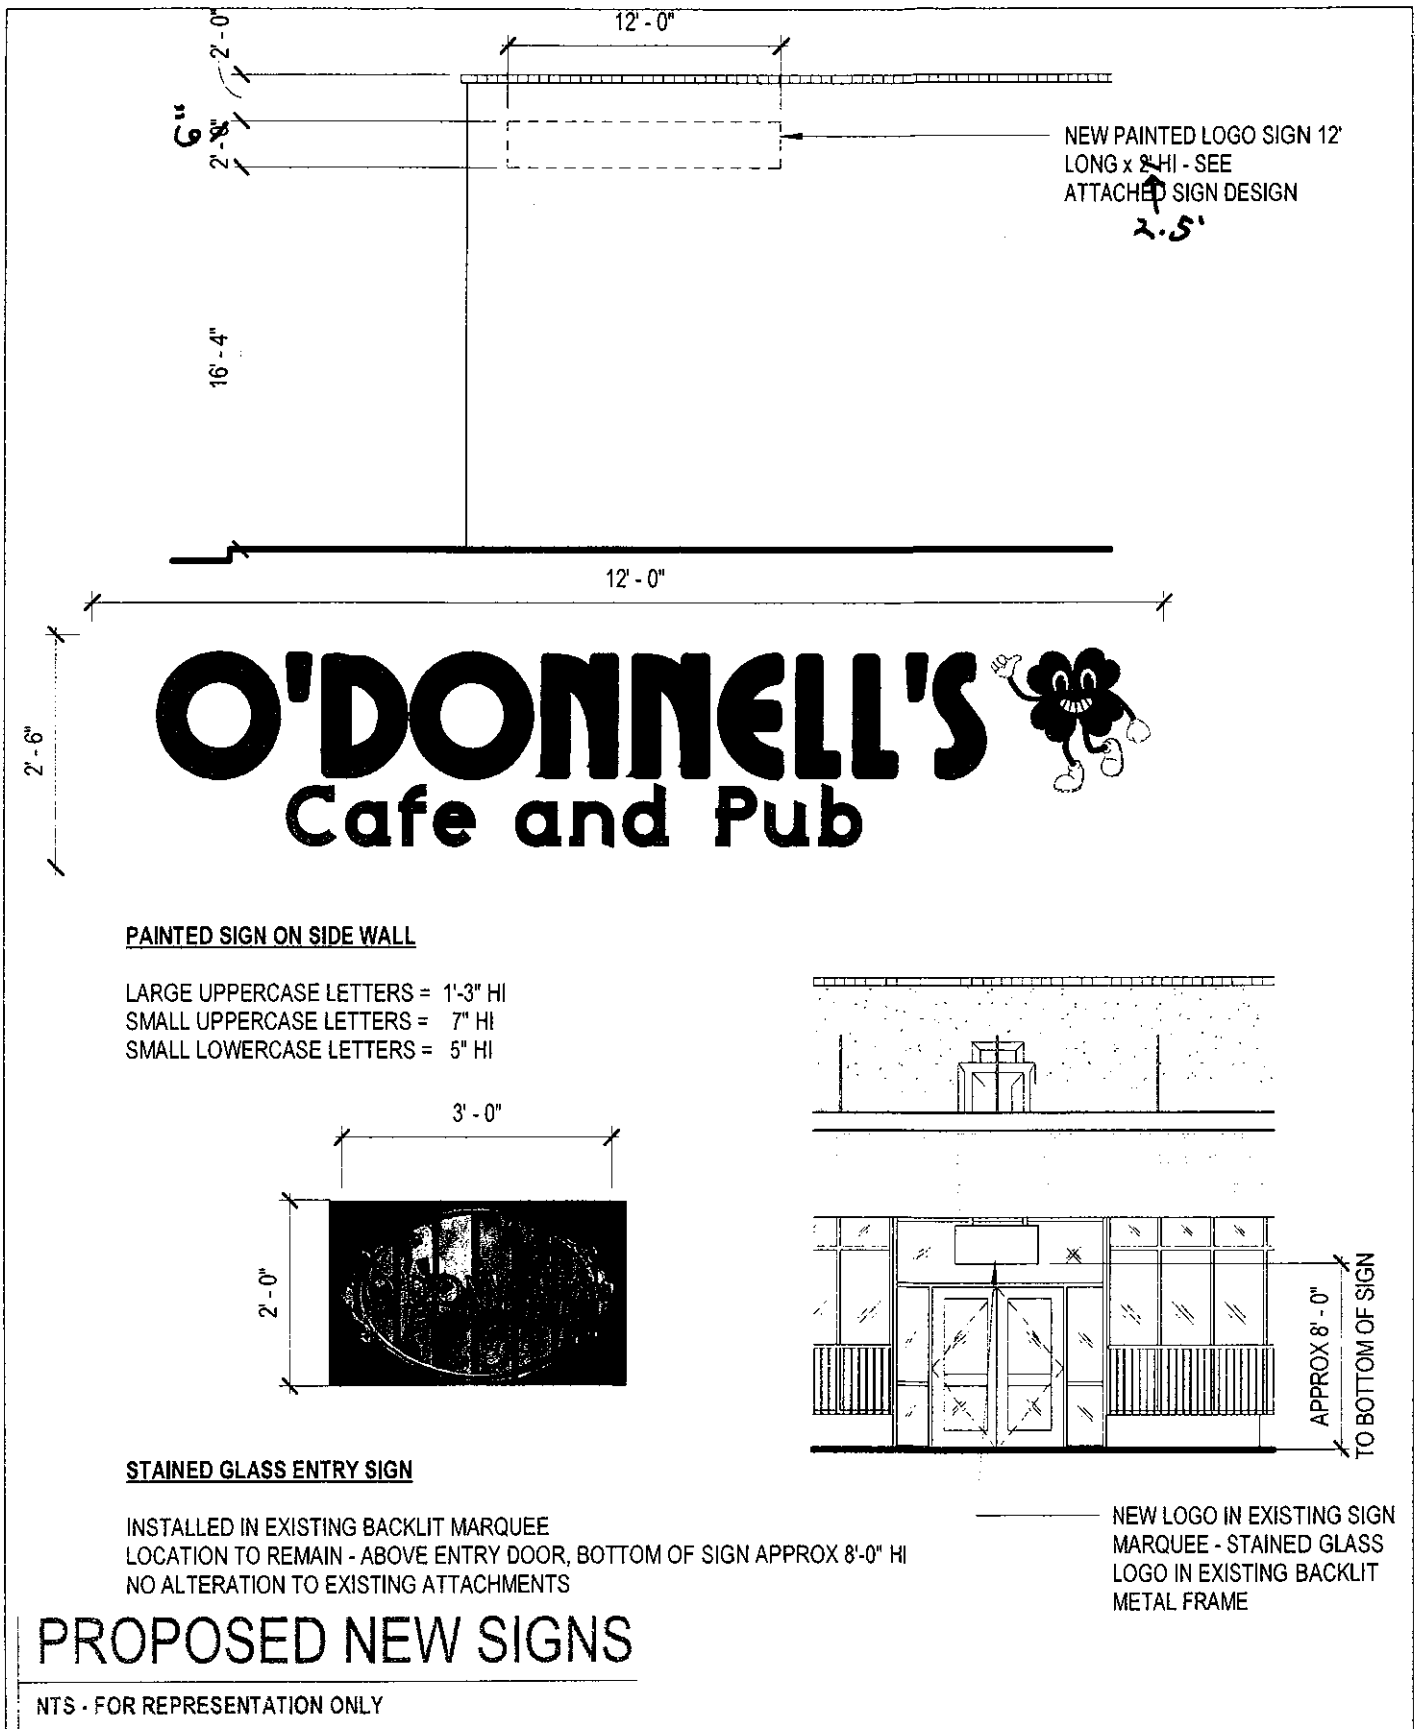 12' - 0"
2' - 0"
2' - 0"
6"
NEW PAINTED LOGO SIGN 12'
LONG x 2' HI - SEE
ATTACHED SIGN DESIGN
2.5'
16' - 4"
12' - 0"
2' - 6"
O'DONNELL'S
Cafe and Pub
PAINTED SIGN ON SIDE WALL
LARGE UPPERCASE LETTERS = 1'-3" HI
SMALL UPPERCASE LETTERS = 7" HI
SMALL LOWERCASE LETTERS = 5" HI
3' - 0"
2' - 0"
APPROX 8' - 0"
TO BOTTOM OF SIGN
STAINED GLASS ENTRY SIGN
INSTALLED IN EXISTING BACKLIT MARQUEE
LOCATION TO REMAIN - ABOVE ENTRY DOOR, BOTTOM OF SIGN APPROX 8'-0" HI
NO ALTERATION TO EXISTING ATTACHMENTS
NEW LOGO IN EXISTING SIGN
MARQUEE - STAINED GLASS
LOGO IN EXISTING BACKLIT
METAL FRAME
PROPOSED NEW SIGNS
NTS - FOR REPRESENTATION ONLY